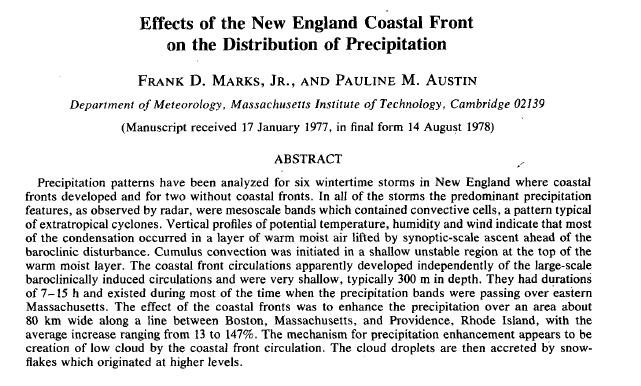 Effects of the New England Coastal Front
on the Distribution of Precipitation
FRANK D. MARKS, JR., AND PAULINE M. AUSTIN
Department of Meteorology, Massachusetts Institute of Technology, Cambridge 02139
(Manuscript received 17 January 1977, in final form 14 August 1978)
ABSTRACT
Precipitation patterns have been analyzed for six wintertime storms in New England where coastal
fronts developed and for two without coastal fronts. In all of the storms the predominant precipitation
features, as observed by radar, were mesoscale bands which contained convective cells, a pattern typical
of extratropical cyclones. Vertical profiles of potential temperature, humidity and wind indicate that most
of the condensation occurred in a layer of warm moist air lifted by synoptic-scale ascent ahead of the
baroclinic disturbance. Cumulus convection was initiated in a shallow unstable region at the top of the
warm moist layer. The coastal front circulations apparently developed independently of the large-scale
baroclinically induced circulations and were very shallow, typically 300 m in depth. They had durations
of 7–15 h and existed during most of the time when the precipitation bands were passing over eastern
Massachusetts. The effect of the coastal fronts was to enhance the precipitation over an area about
80 km wide along a line between Boston, Massachusetts, and Providence, Rhode Island, with the
average increase ranging from 13 to 147%. The mechanism for precipitation enhancement appears to be
creation of low cloud by the coastal front circulation. The cloud droplets are then accreted by snow-
flakes which originated at higher levels.